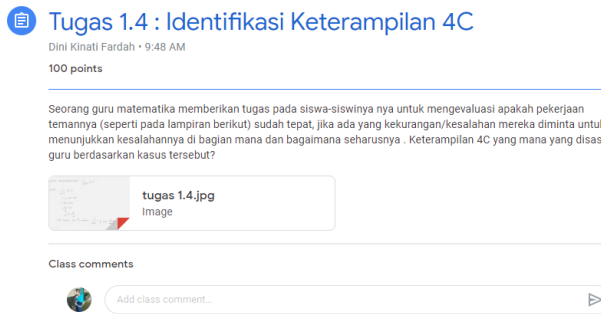 Tugas 1.4 : Identifikasi Keterampilan 4C
Dini Kinati Fardah • 9:48 AM
100 points
Seorang guru matematika memberikan tugas pada siswa-siswinya nya untuk mengevaluasi apakah pekerjaan
temannya (seperti pada lampiran berikut) sudah tepat, jika ada yang kekurangan/kesalahan mereka diminta untu
menunjukkan kesalahannya di bagian mana dan bagaimana seharusnya . Keterampilan 4C yang mana yang disas
guru berdasarkan kasus tersebut?
tugas 1.4.jpg
Image
Class comments
Add class comment...